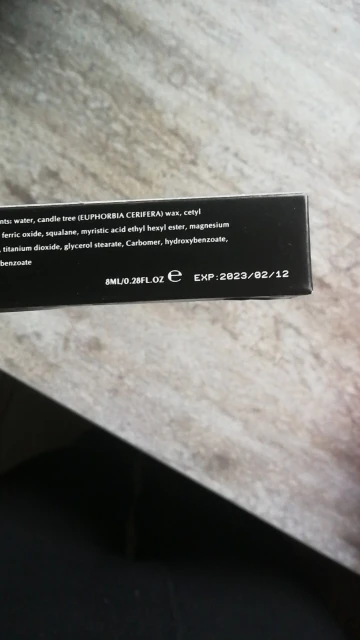 nts: water, candle tree (EUPHORBIA CERIFERA) wax, cetyl
ferric oxide, squalane, myristic acid ethyl hexyl ester, magnesium
, titanium dioxide, glycerol stearate, Carbomer, hydroxybenzoate,
benzoate
8ML/0.28FL.OZ ℮ EXP:2023/02/12